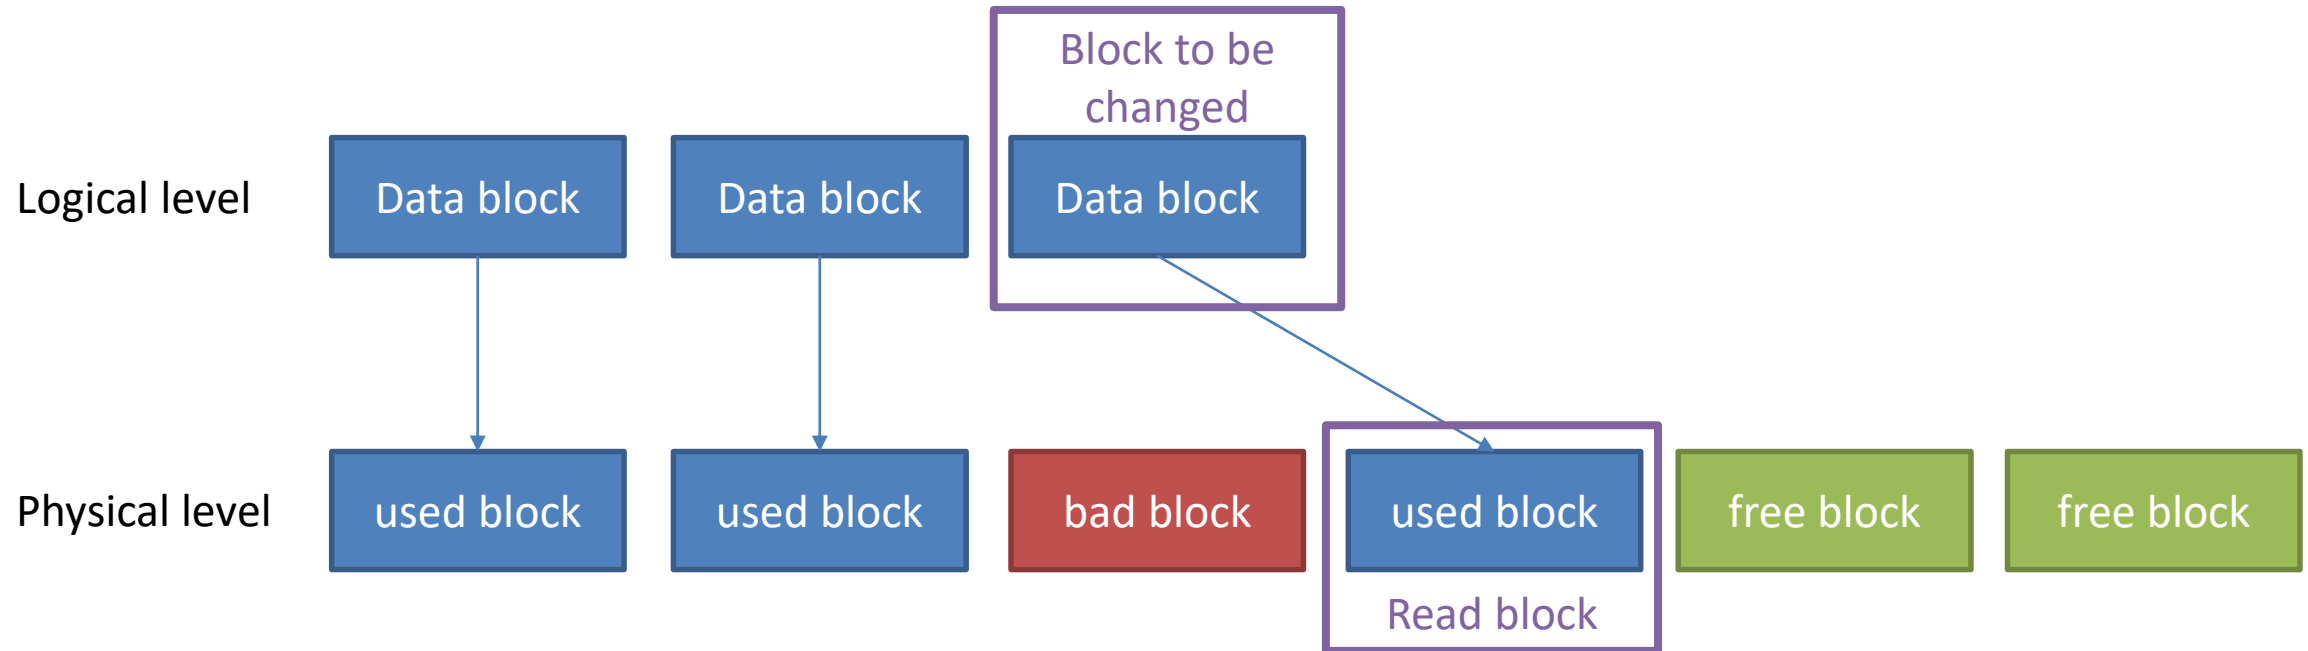 Block to be
changed
Logical level
Data block
Data block
Data block
Physical level
used block
used block
bad block
used block
free block
free block
Read block